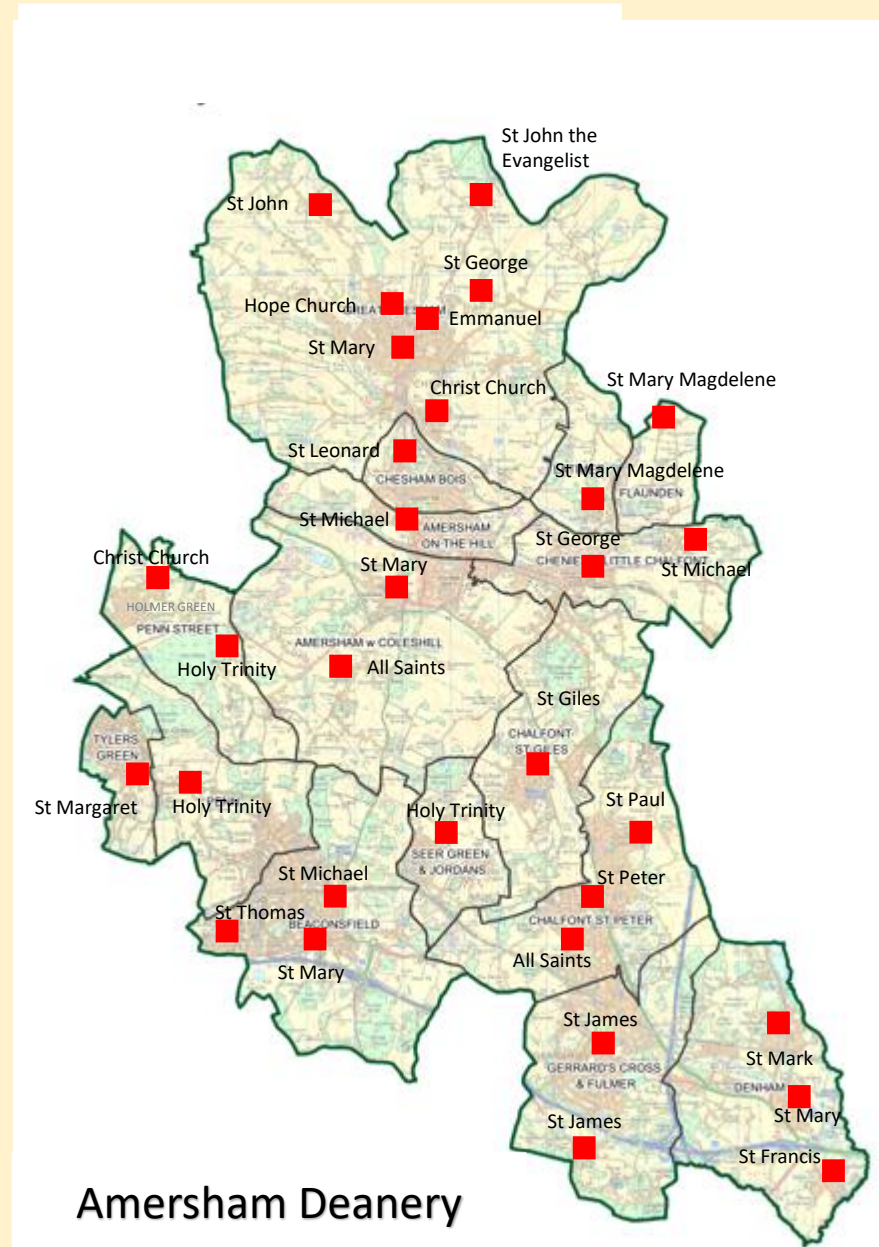 St John the
Evangelist
St John
St George
Hope Church
Emmanuel
St Mary
Christ Church
St Mary Magdelene
St Leonard
CHESHAM BOIS
St Mary Magdelene
FLAUNDEN
St Michael
AMERSHAM
ON THE HILL
St George
St Michael
Christ Church
St Mary
HOLMER GREEN
PENN STREET
AMERSHAM w COLESHILL
Holy Trinity
All Saints
St Giles
CHALFONT
ST GILES
TYLERS
GREEN
St Margaret
Holy Trinity
Holy Trinity
St Paul
SEER GREEN
& JORDANS
St Michael
St Peter
St Thomas
BEACONSFIELD
CHALFONT ST PETER
St Mary
All Saints
St James
GERRARD'S CROSS
& FULMER
St Mark
DENHAM
St Mary
St James
St Francis
Amersham Deanery